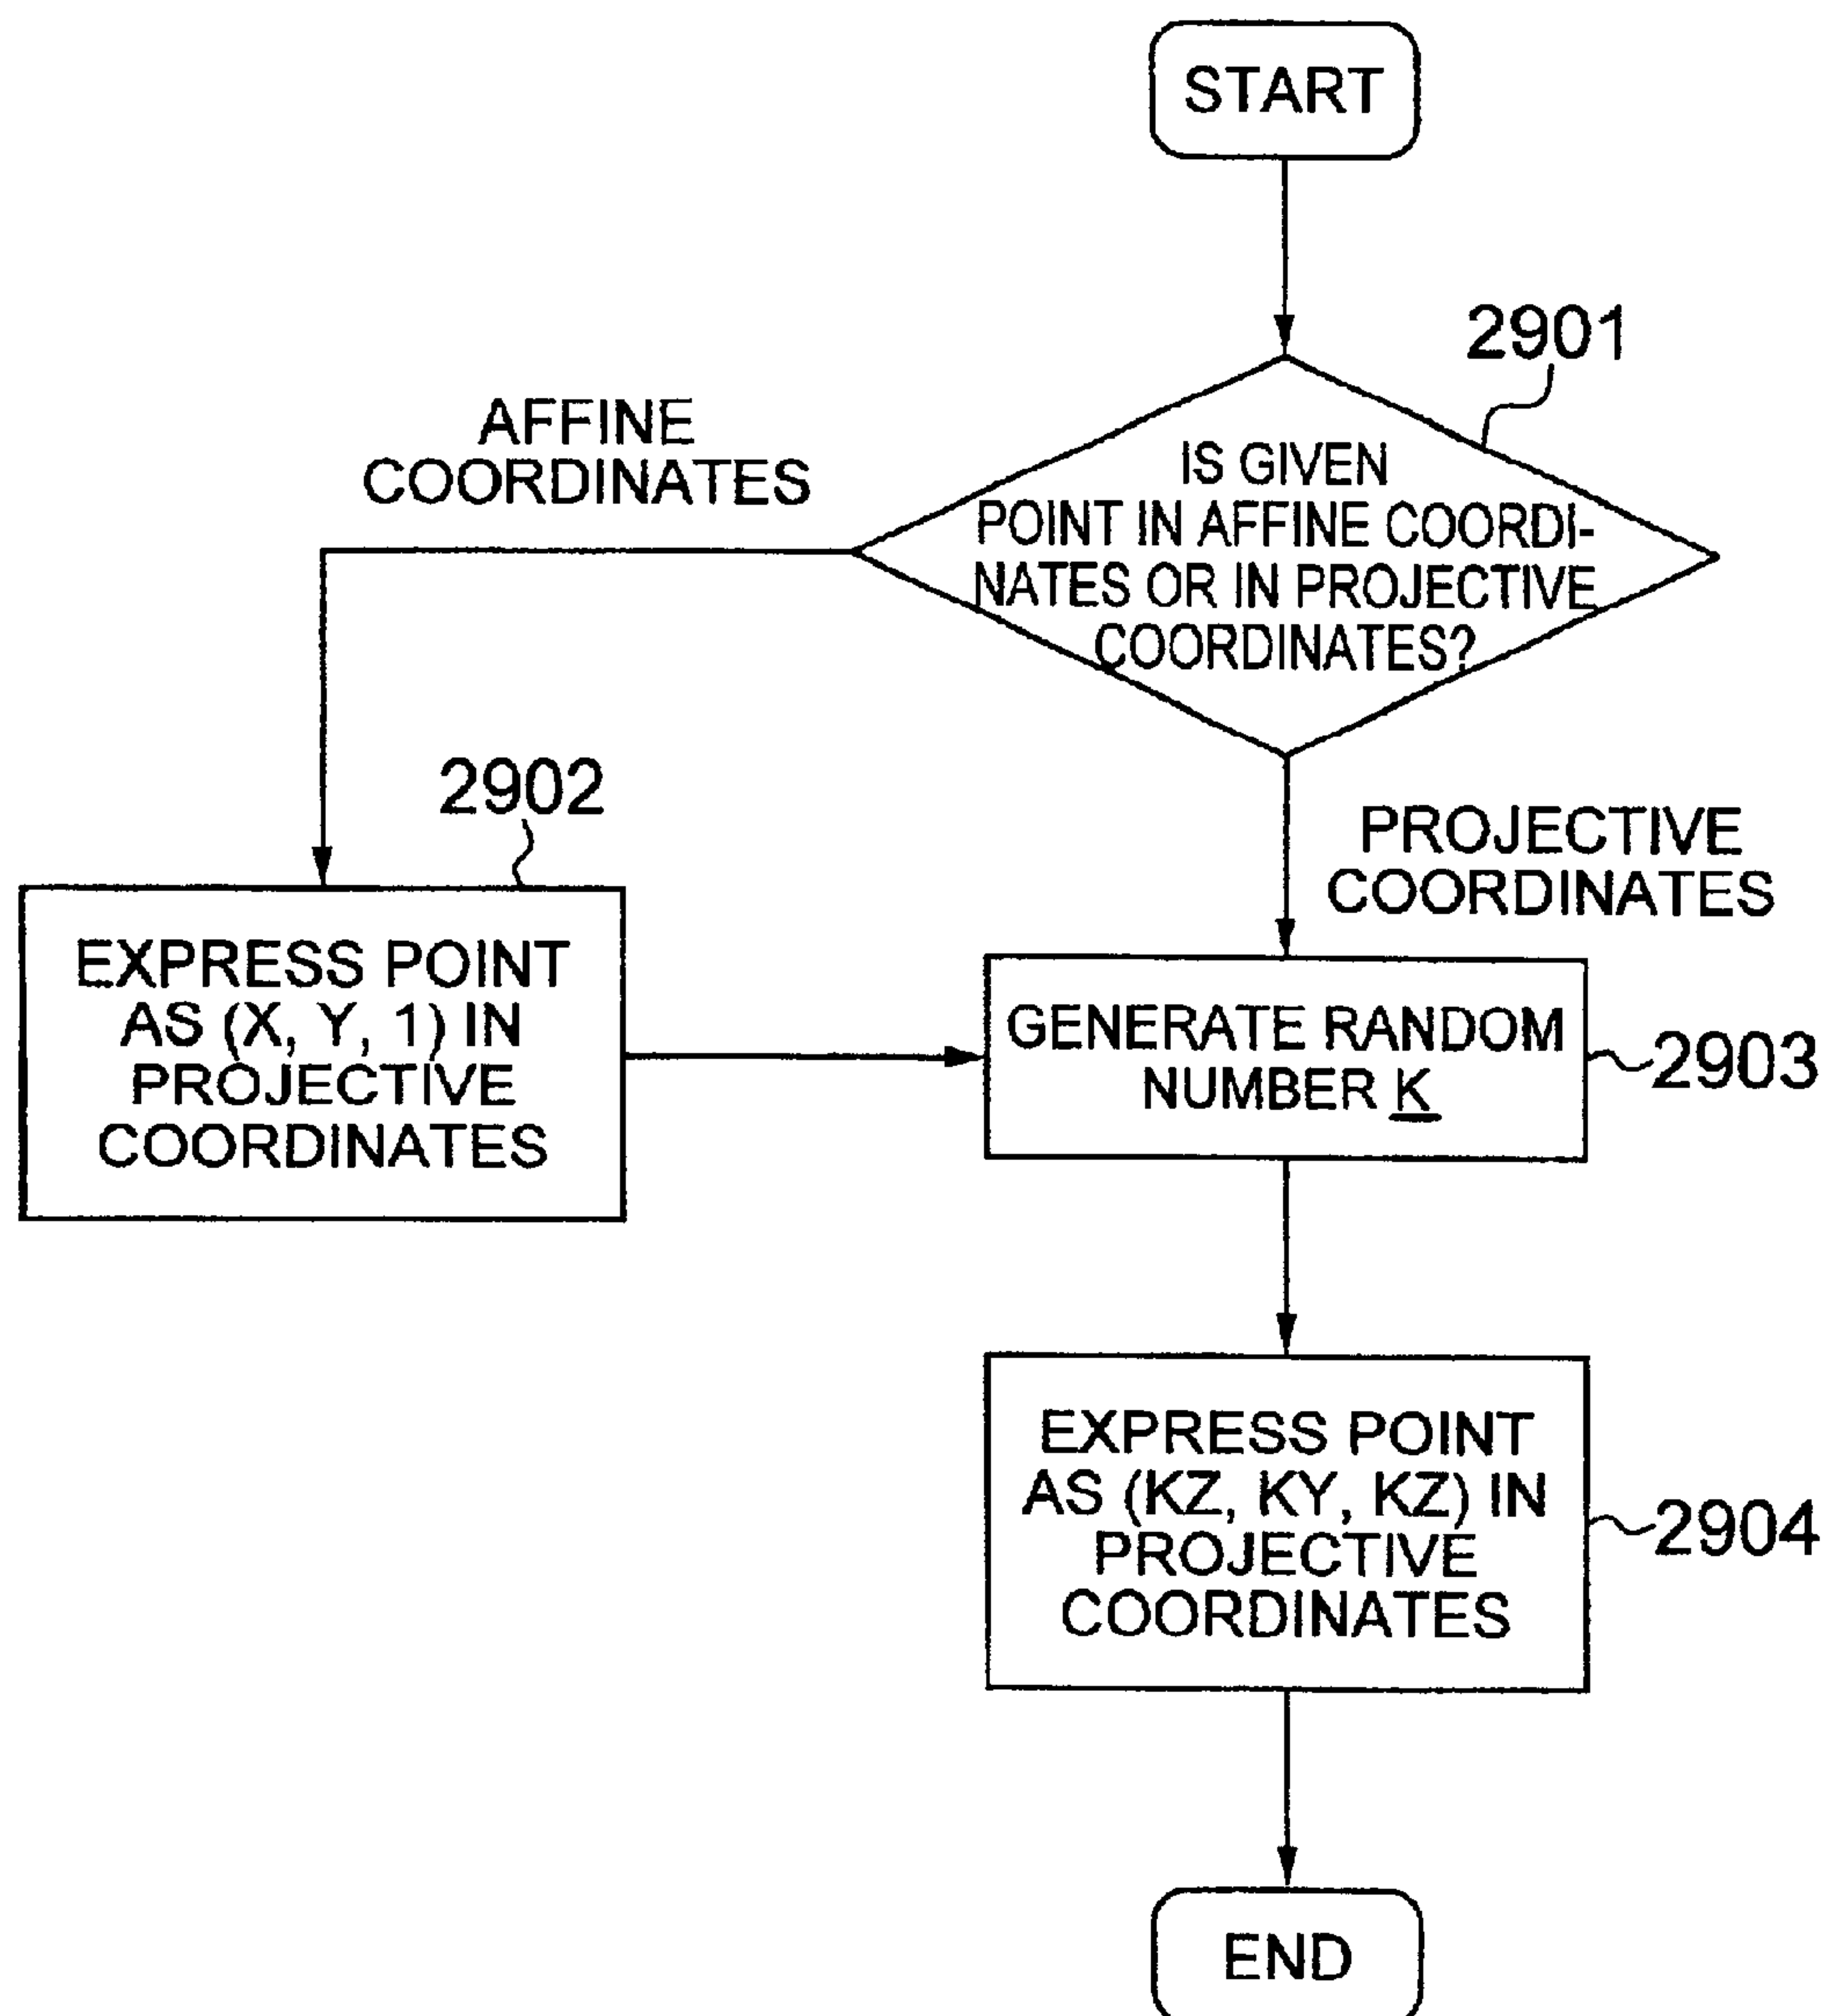 START
2901
IS GIVEN
POINT IN AFFINE COORDI-
NATES OR IN PROJECTIVE
COORDINATES?
AFFINE
COORDINATES
2902
EXPRESS POINT
AS (X, Y, 1) IN
PROJECTIVE
COORDINATES
PROJECTIVE
COORDINATES
GENERATE RANDOM
NUMBER K
2903
EXPRESS POINT
AS (KZ, KY, KZ) IN
PROJECTIVE
COORDINATES
2904
END